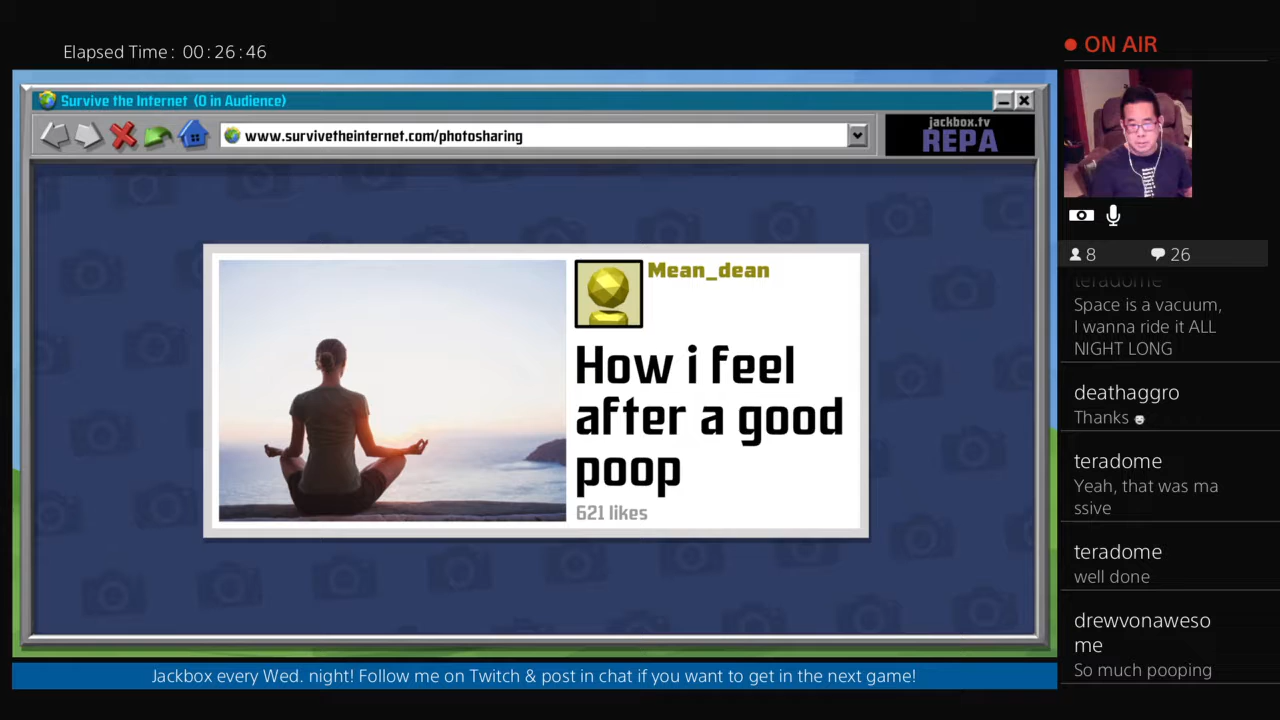 Elapsed Time: 00:26:46
ON AIR
Survive the Internet (0 in Audience)
www.survivetheinternet.com/photosharing
jackbox.tv
REPA
Mean_dean
How i feel
after a good
poop
621 likes
8
26
teradome
Space is a vacuum,
I wanna ride it ALL
NIGHT LONG
deathaggro
Thanks
teradome
Yeah, that was ma
ssive
teradome
well done
drewvonaweso
me
So much pooping
Jackbox every Wed. night! Follow me on Twitch & post in chat if you want to get in the next game!